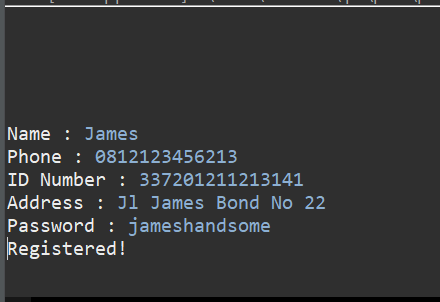 Name : James
Phone : 0812123456213
ID Number : 337201211213141
Address : Jl James Bond No 22
Password : jameshandsome
Registered!